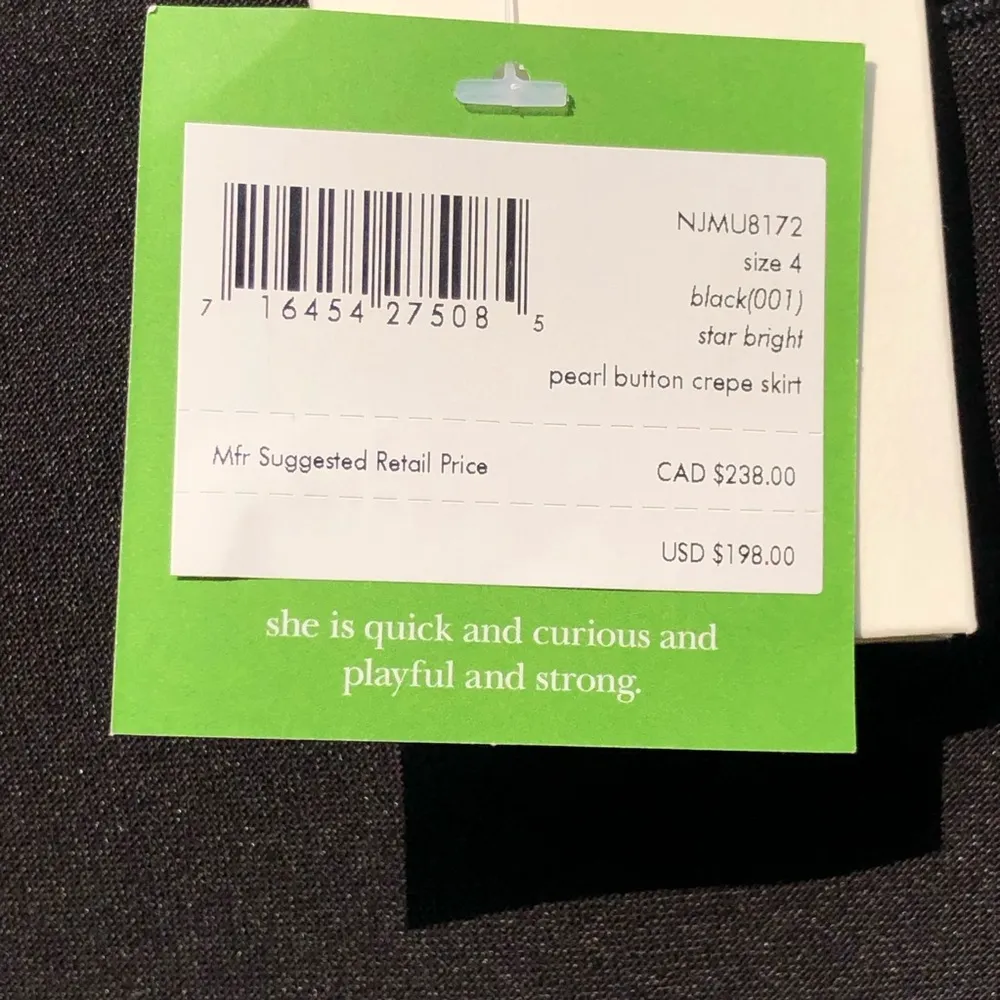 NJMU8172
size 4
black(001)
star bright
pearl button crepe skirt
7 16454 27508 5
Mfr Suggested Retail Price CAD $238.00
USD $198.00
she is quick and curious and
playful and strong.